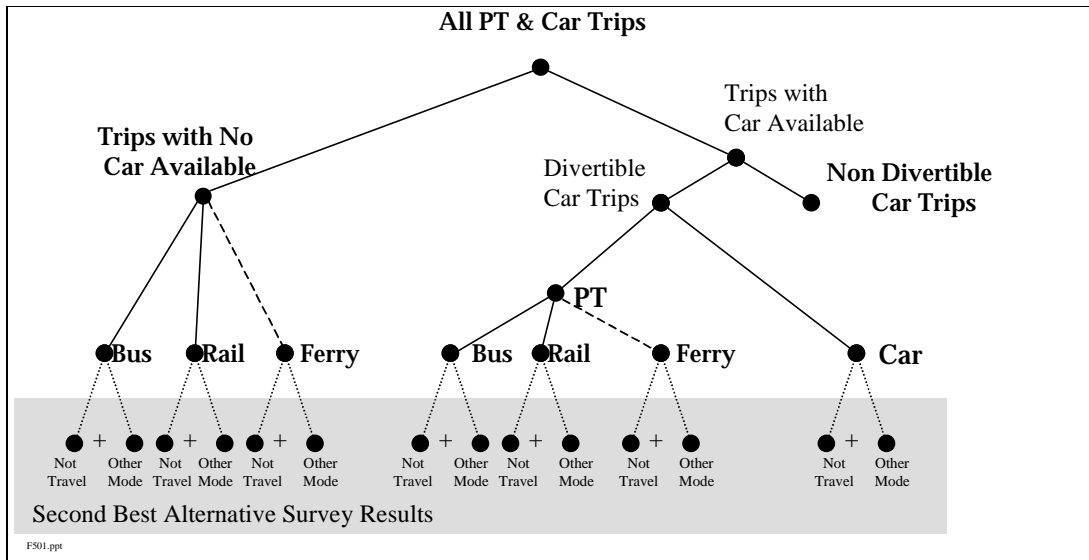 All PT & Car Trips
Trips with
Car Available
Trips with No
Car Available
Divertible
Car Trips
Non Divertible
Car Trips
PT
Bus
Rail
Ferry
Bus
Rail
Ferry
Car
+ + + + + + +
Not Other Not Other Not Other Not Other Not Other Not Other Not Other
Travel Mode Travel Mode Travel Mode Travel Mode Travel Mode Travel Mode Travel Mode
Second Best Alternative Survey Results
F501.ppt